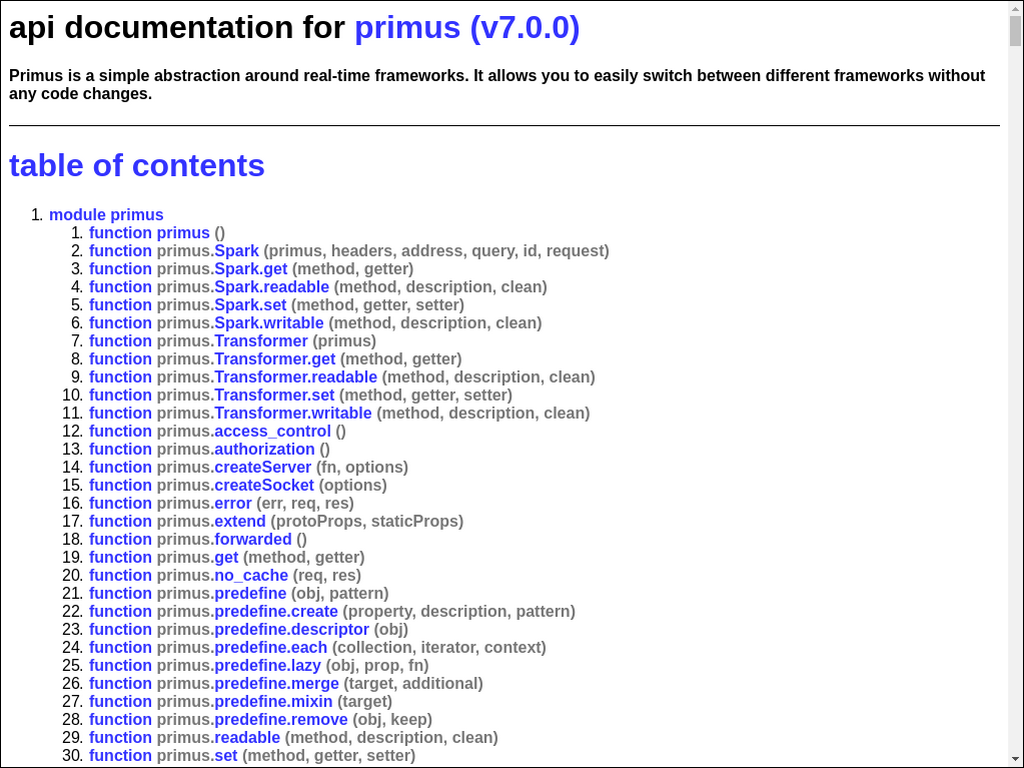 api documentation for primus (v7.0.0)
Primus is a simple abstraction around real-time frameworks. It allows you to easily switch between different frameworks without
any code changes.
table of contents
1. module primus
1. function primus ()
2. function primus.Spark (primus, headers, address, query, id, request)
3. function primus.Spark.get (method, getter)
4. function primus.Spark.readable (method, description, clean)
5. function primus.Spark.set (method, getter, setter)
6. function primus.Spark.writable (method, description, clean)
7. function primus.Transformer (primus)
8. function primus.Transformer.get (method, getter)
9. function primus.Transformer.readable (method, description, clean)
10. function primus.Transformer.set (method, getter, setter)
11. function primus.Transformer.writable (method, description, clean)
12. function primus.access_control ()
13. function primus.authorization ()
14. function primus.createServer (fn, options)
15. function primus.createSocket (options)
16. function primus.error (err, req, res)
17. function primus.extend (protoProps, staticProps)
18. function primus.forwarded ()
19. function primus.get (method, getter)
20. function primus.no_cache (req, res)
21. function primus.predefine (obj, pattern)
22. function primus.predefine.create (property, description, pattern)
23. function primus.predefine.descriptor (obj)
24. function primus.predefine.each (collection, iterator, context)
25. function primus.predefine.lazy (obj, prop, fn)
26. function primus.predefine.merge (target, additional)
27. function primus.predefine.mixin (target)
28. function primus.predefine.remove (obj, keep)
29. function primus.readable (method, description, clean)
30. function primus.set (method, getter, setter)